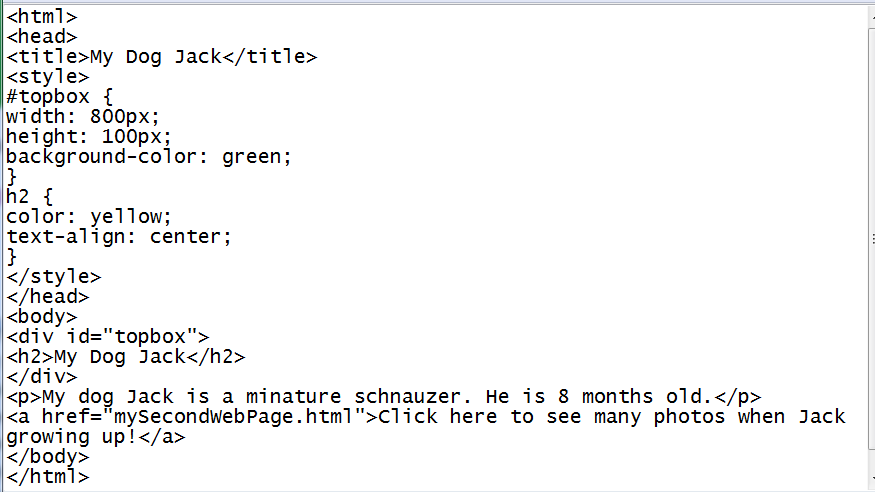 <html>
<head>
<title>My Dog Jack</title>
<style>
#topbox {
width: 800px;
height: 100px;
background-color: green;
}
h2 {
color: yellow;
text-align: center;
}
</style>
</head>
<body>
<div id="topbox">
<h2>My Dog Jack</h2>
</div>
<p>My dog Jack is a minature schnauzer. He is 8 months old.</p>
<a href="mySecondWebPage.html">Click here to see many photos when Jack
growing up!</a>
</body>
</html>